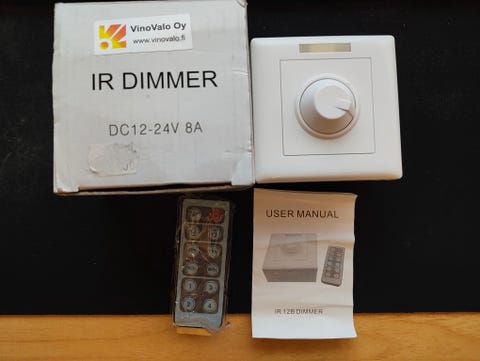 VinoValo Oy
www.vinovalo.fi
IR DIMMER
DC12-24V 8A
USER MANUAL
IR 12B DIMMER